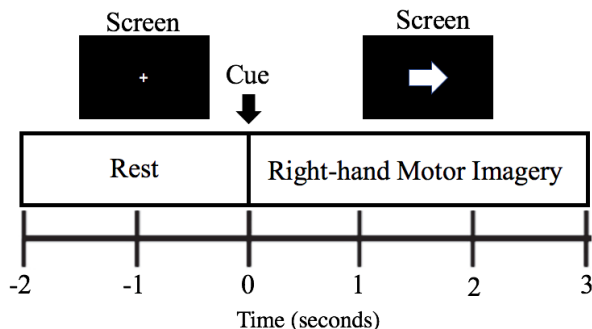 Screen
Screen
Cue
Rest
Right-hand Motor Imagery
-2 -1 0 1 2 3
Time (seconds)